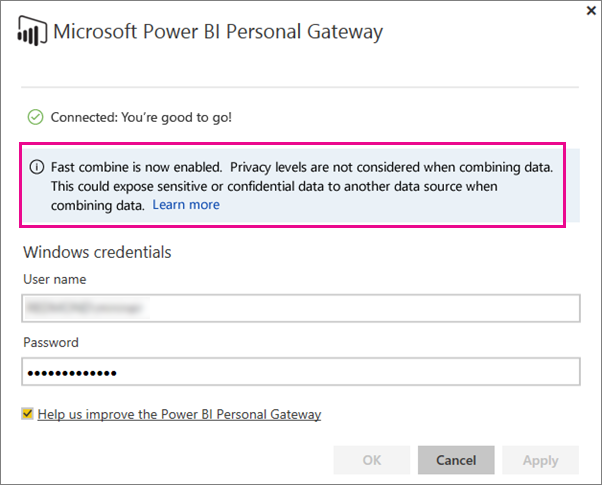 Microsoft Power BI Personal Gateway
Connected: You're good to go!
Fast combine is now enabled.  Privacy levels are not considered when combining data.
This could expose sensitive or confidential data to another data source when
combining data.  Learn more
Windows credentials
User name
Password
Help us improve the Power BI Personal Gateway
OK Cancel Apply